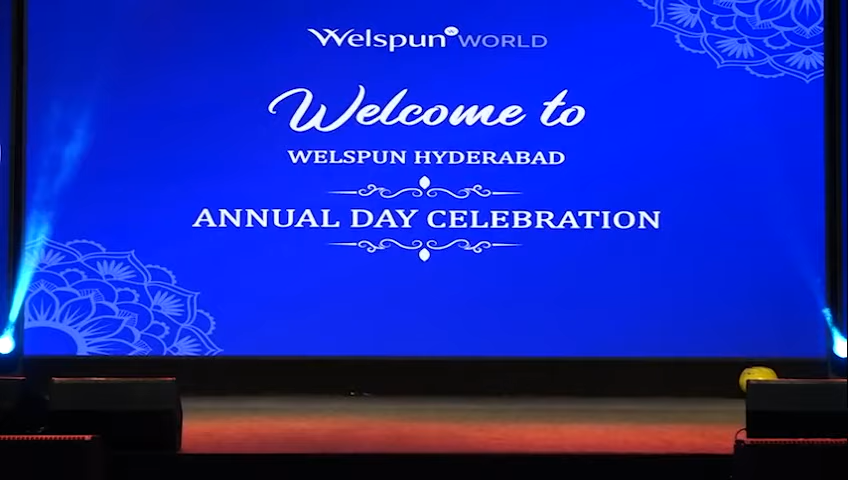 Welspun WORLD
Welcome to
WELSPUN HYDERABAD
ANNUAL DAY CELEBRATION